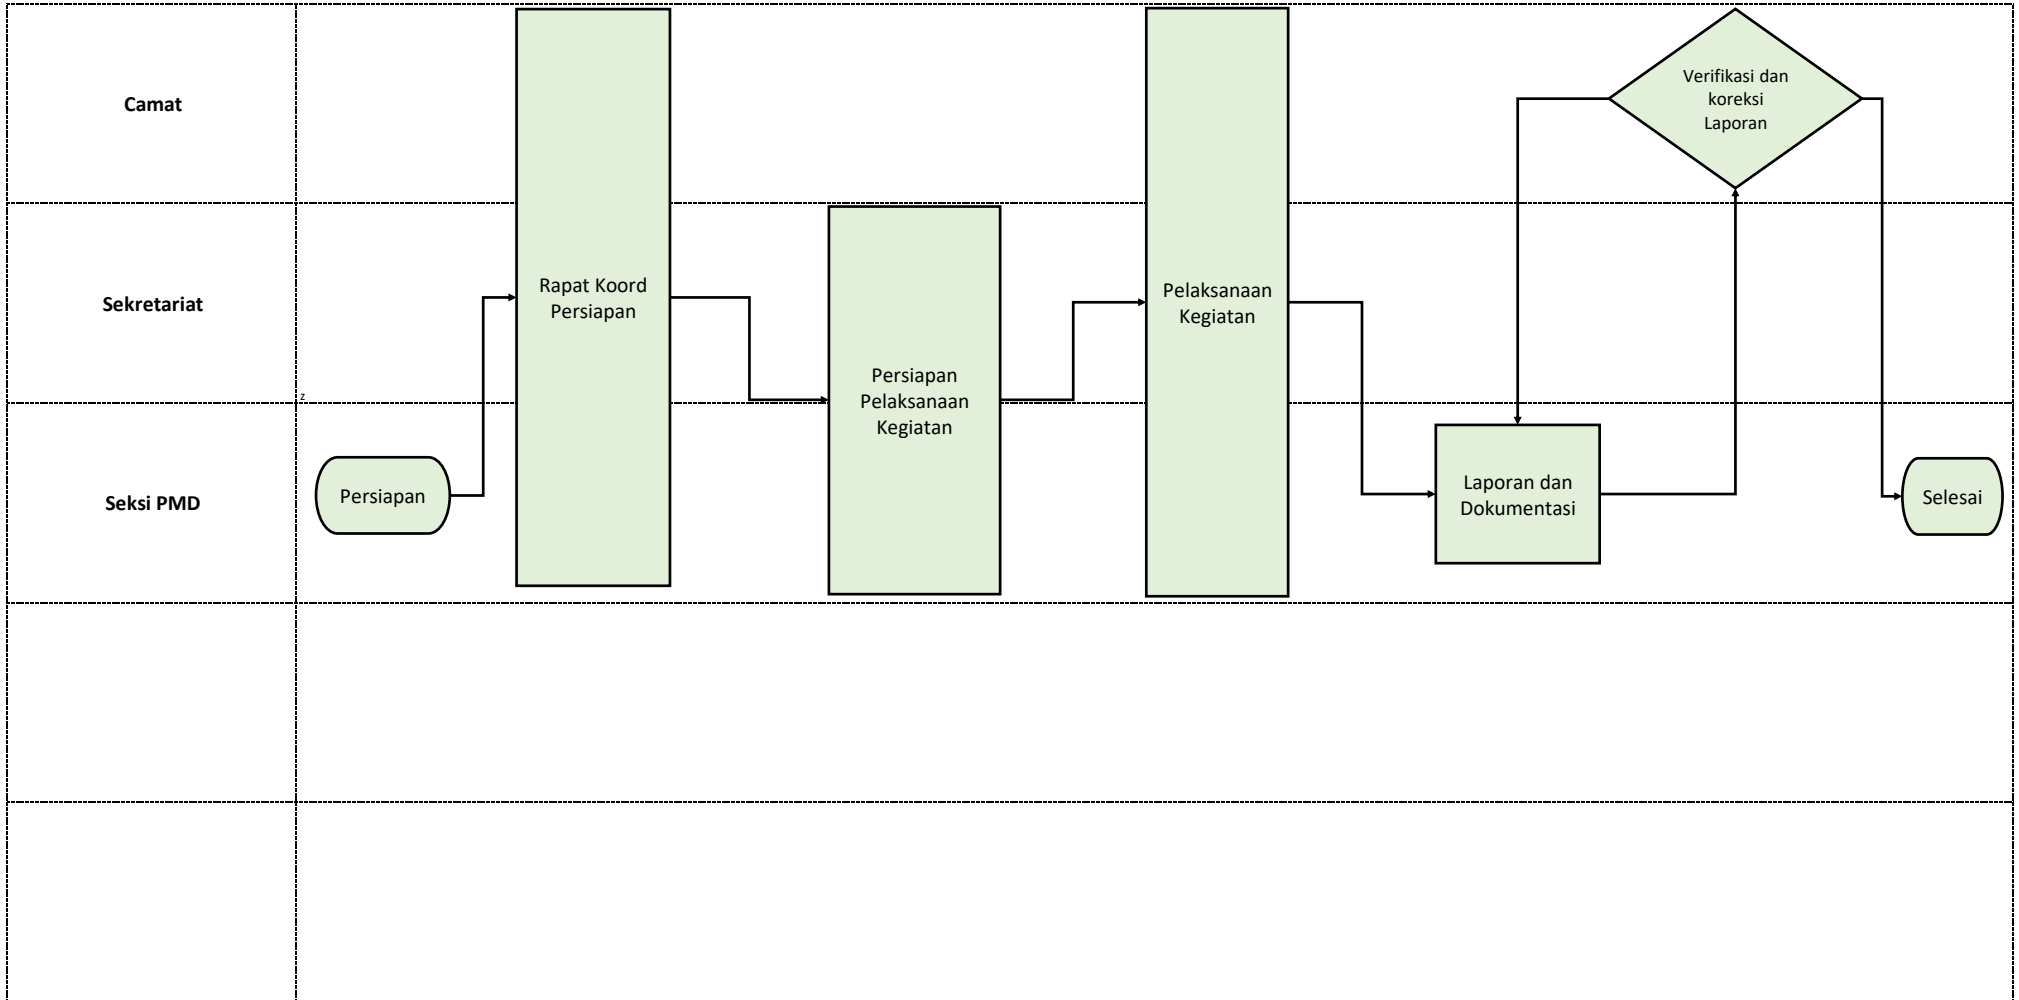 Camat
Sekretariat
Seksi PMD
z
Persiapan
Rapat Koord
Persiapan
Persiapan
Pelaksanaan
Kegiatan
Pelaksanaan
Kegiatan
Laporan dan
Dokumentasi
Verifikasi dan
koreksi
Laporan
Selesai